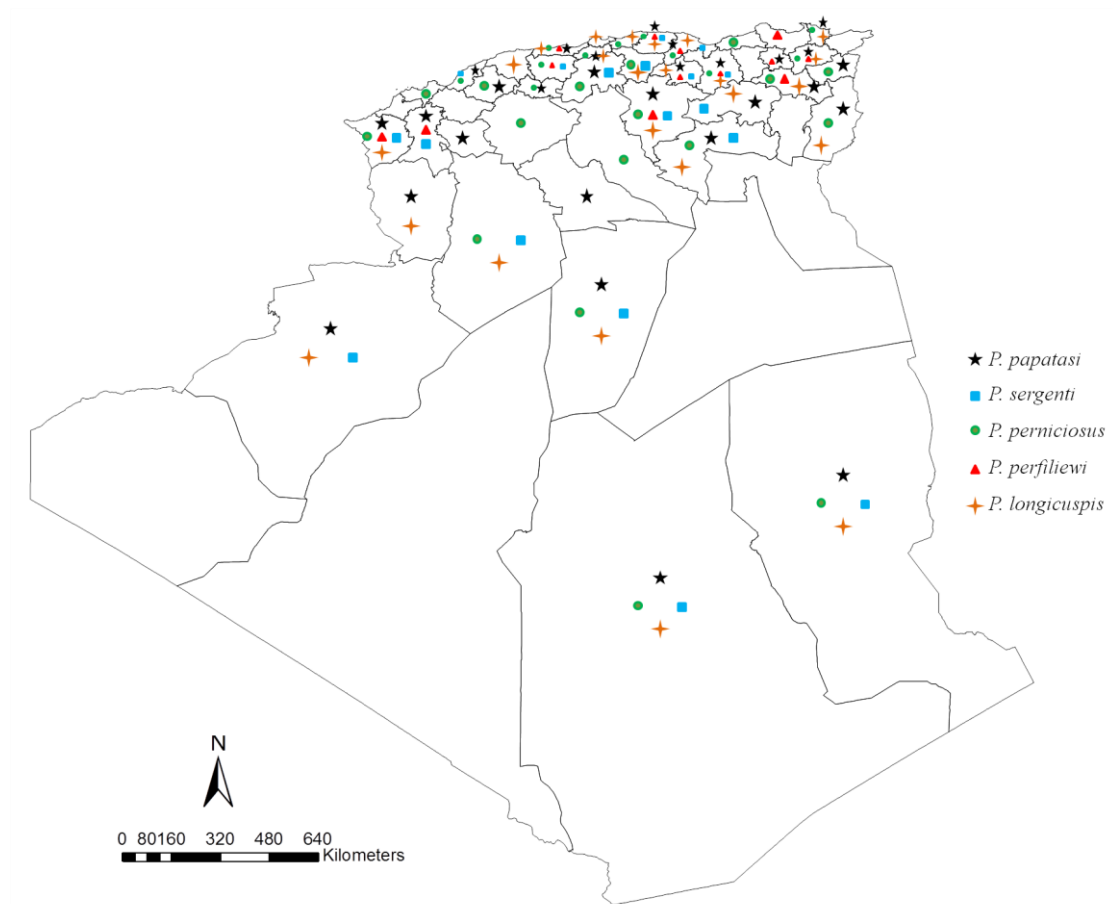 P. papatasi
P. sergenti
P. perniciosus
P. perfiliewi
P. longicuspis
N
0 80160 320 480 640
Kilometers